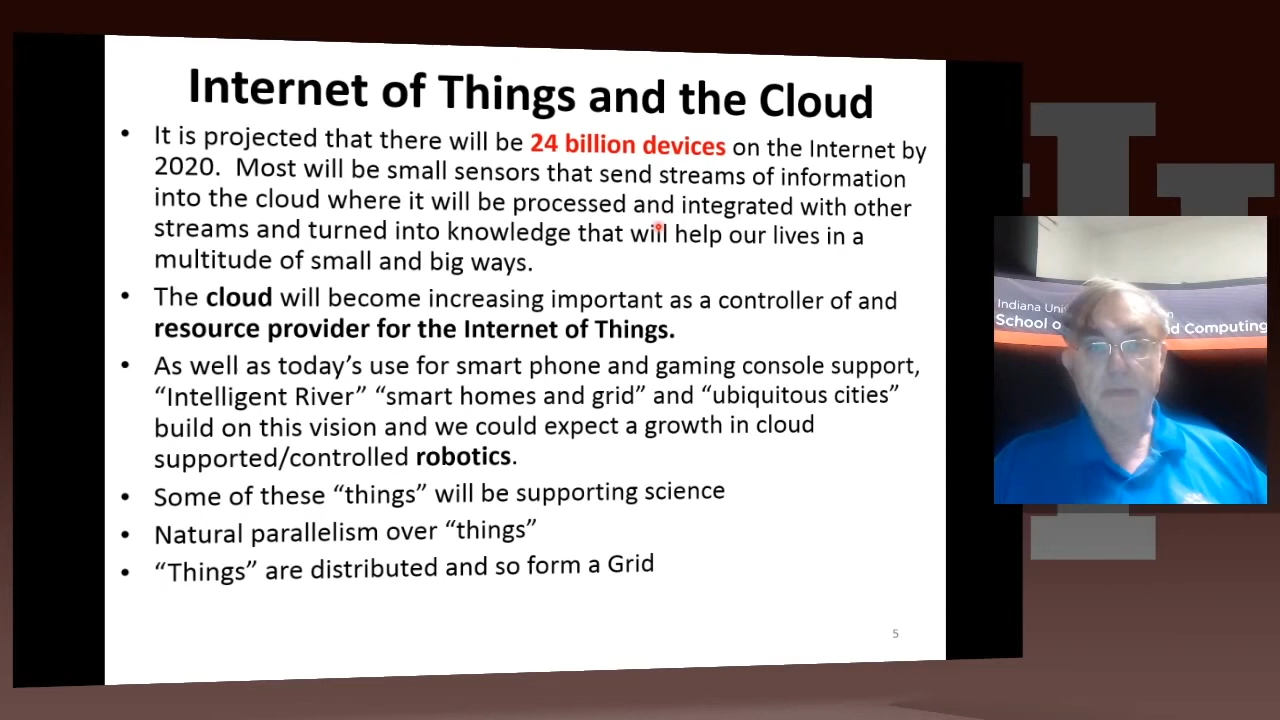 Internet of Things and the Cloud
• It is projected that there will be 24 billion devices on the Internet by
2020. Most will be small sensors that send streams of information
into the cloud where it will be processed and integrated with other
streams and turned into knowledge that will help our lives in a
multitude of small and big ways.
• The cloud will become increasing important as a controller of and
resource provider for the Internet of Things.
• As well as today’s use for smart phone and gaming console support,
“Intelligent River” “smart homes and grid” and “ubiquitous cities”
build on this vision and we could expect a growth in cloud
supported/controlled robotics.
• Some of these “things” will be supporting science
• Natural parallelism over “things”
• “Things” are distributed and so form a Grid
5
Indiana
School
and Computing